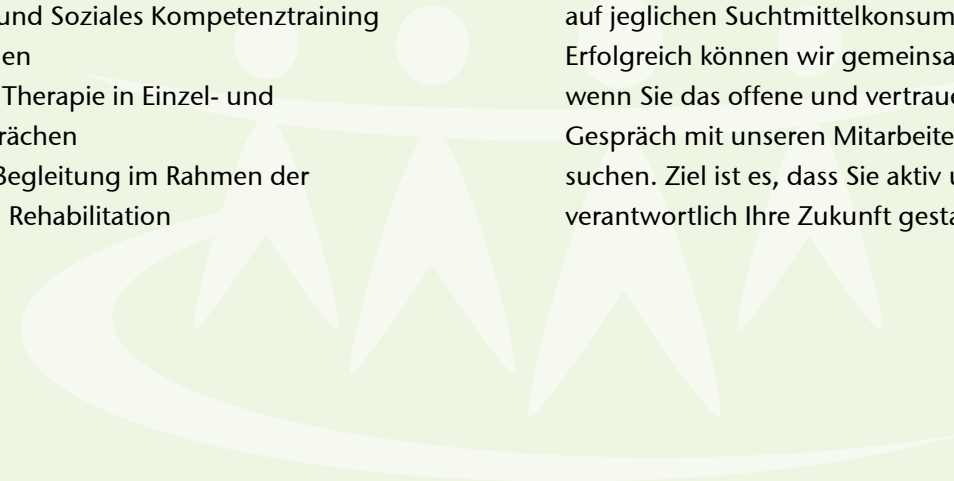 und Soziales Kompetenztraining
en
Therapie in Einzel- und
rächen
Begleitung im Rahmen der
Rehabilitation
auf jeglichen Suchtmittelkonsum
Erfolgreich können wir gemeinsa
wenn Sie das offene und vertraue
Gespräch mit unseren Mitarbeite
suchen. Ziel ist es, dass Sie aktiv u
verantwortlich Ihre Zukunft gesta